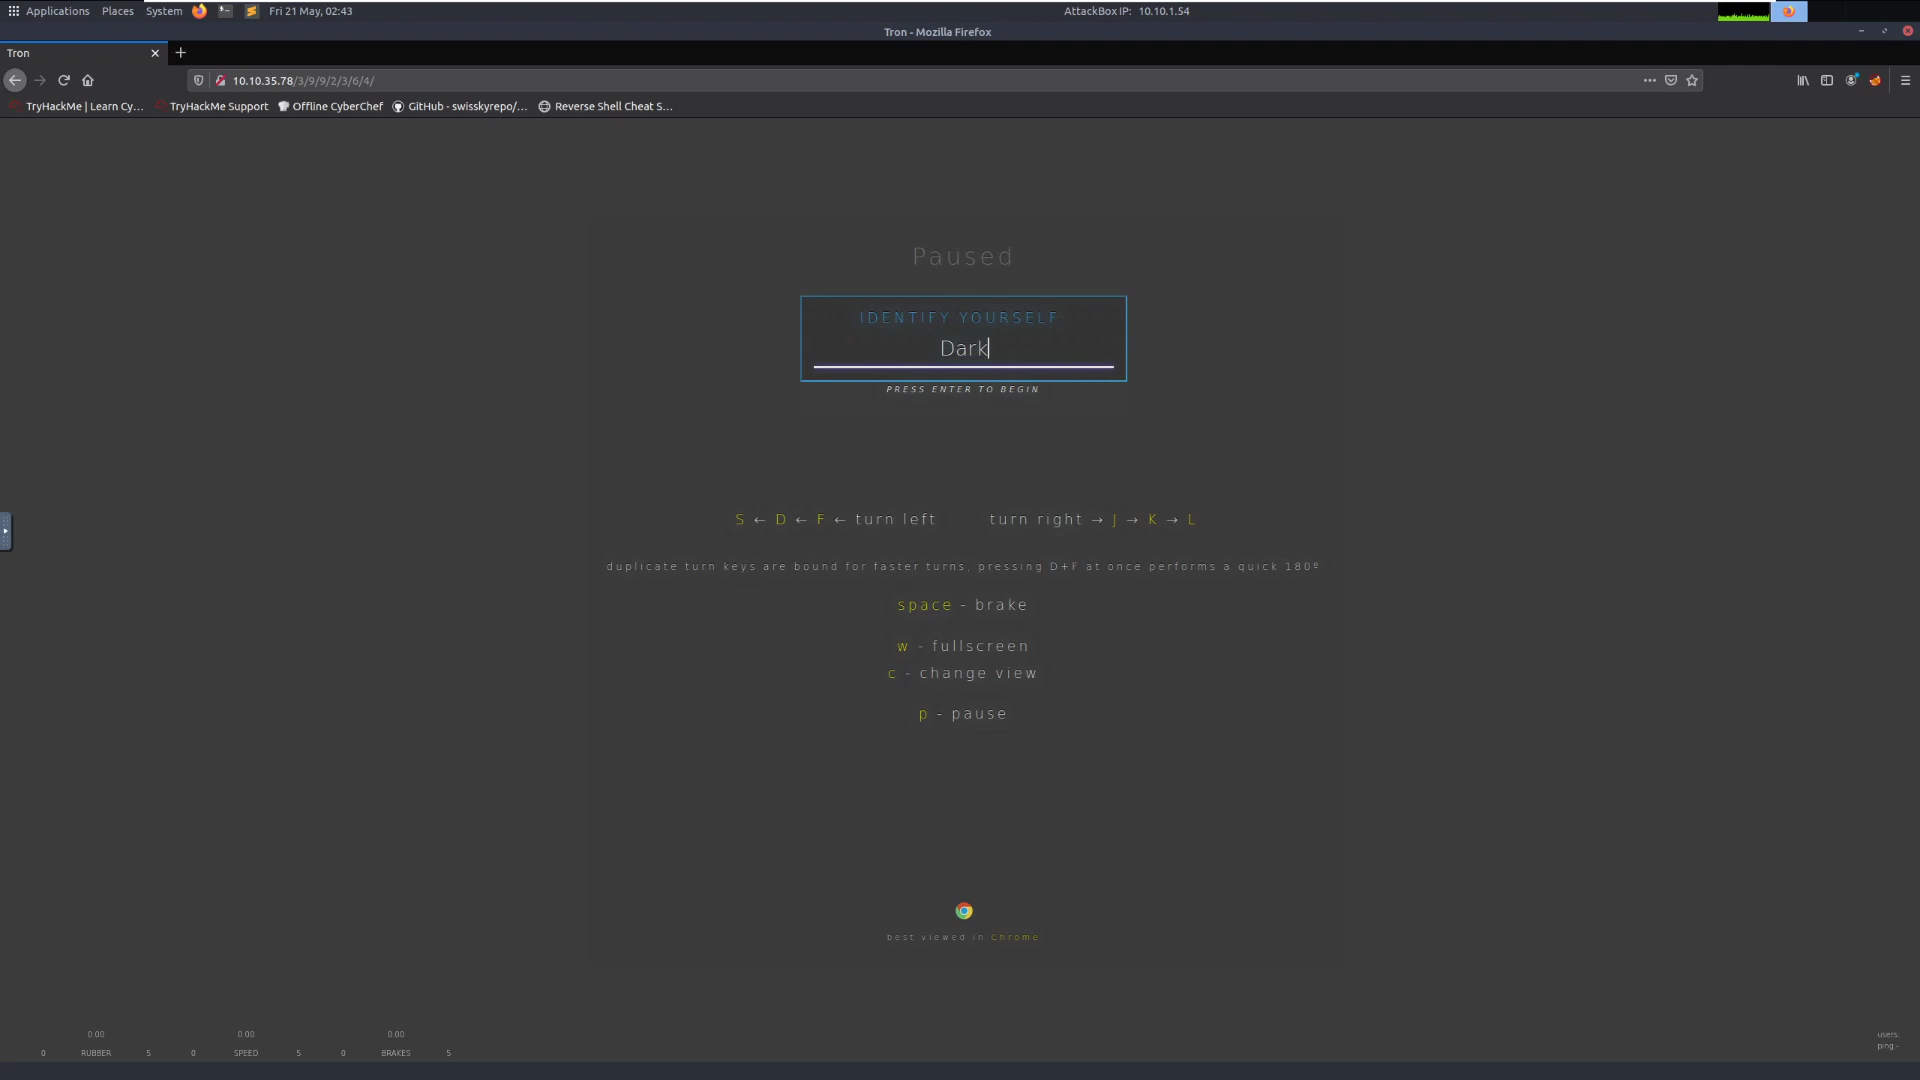 Applications Places System Fri 21 May, 02:43 AttackBox IP: 10.10.1.54
Tron - Mozilla Firefox
Tron
10.10.35.78/3/9/9/2/3/6/4/
TryHackMe | Learn Cy... TryHackMe Support Offline CyberChef GitHub - swisskyrepo/... Reverse Shell Cheat S...
Paused
IDENTIFY YOURSELF
Dark
PRESS ENTER TO BEGIN
S ← D ← F ← turn left turn right → J → K → L
duplicate turn keys are bound for faster turns, pressing D+F at once performs a quick 180º
space - brake
w - fullscreen
c - change view
p - pause
best viewed in Chrome
0.00 0.00 0.00
0 RUBBER 5 0 SPEED 5 0 BRAKES 5
users:
ping:-